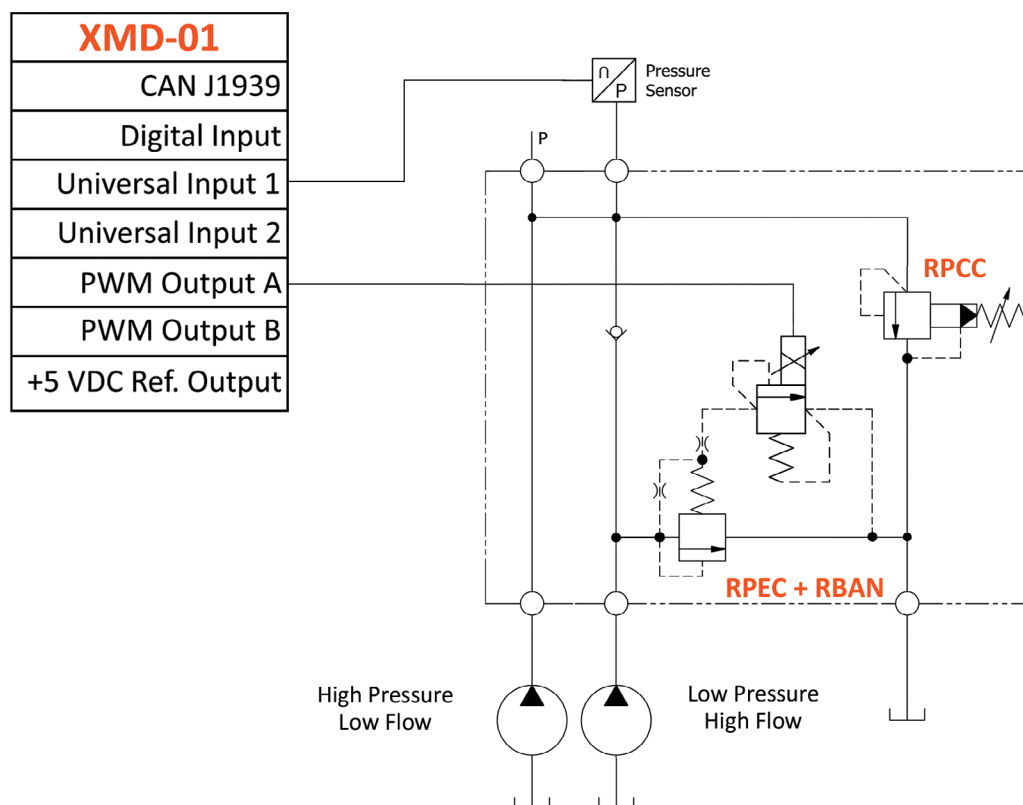 XMD-01
CAN J1939
Digital Input
Universal Input 1
Universal Input 2
PWM Output A
PWM Output B
+5 VDC Ref. Output
∩
P
Pressure
Sensor
P
RPCC
RPEC + RBAN
High Pressure
Low Flow
Low Pressure
High Flow